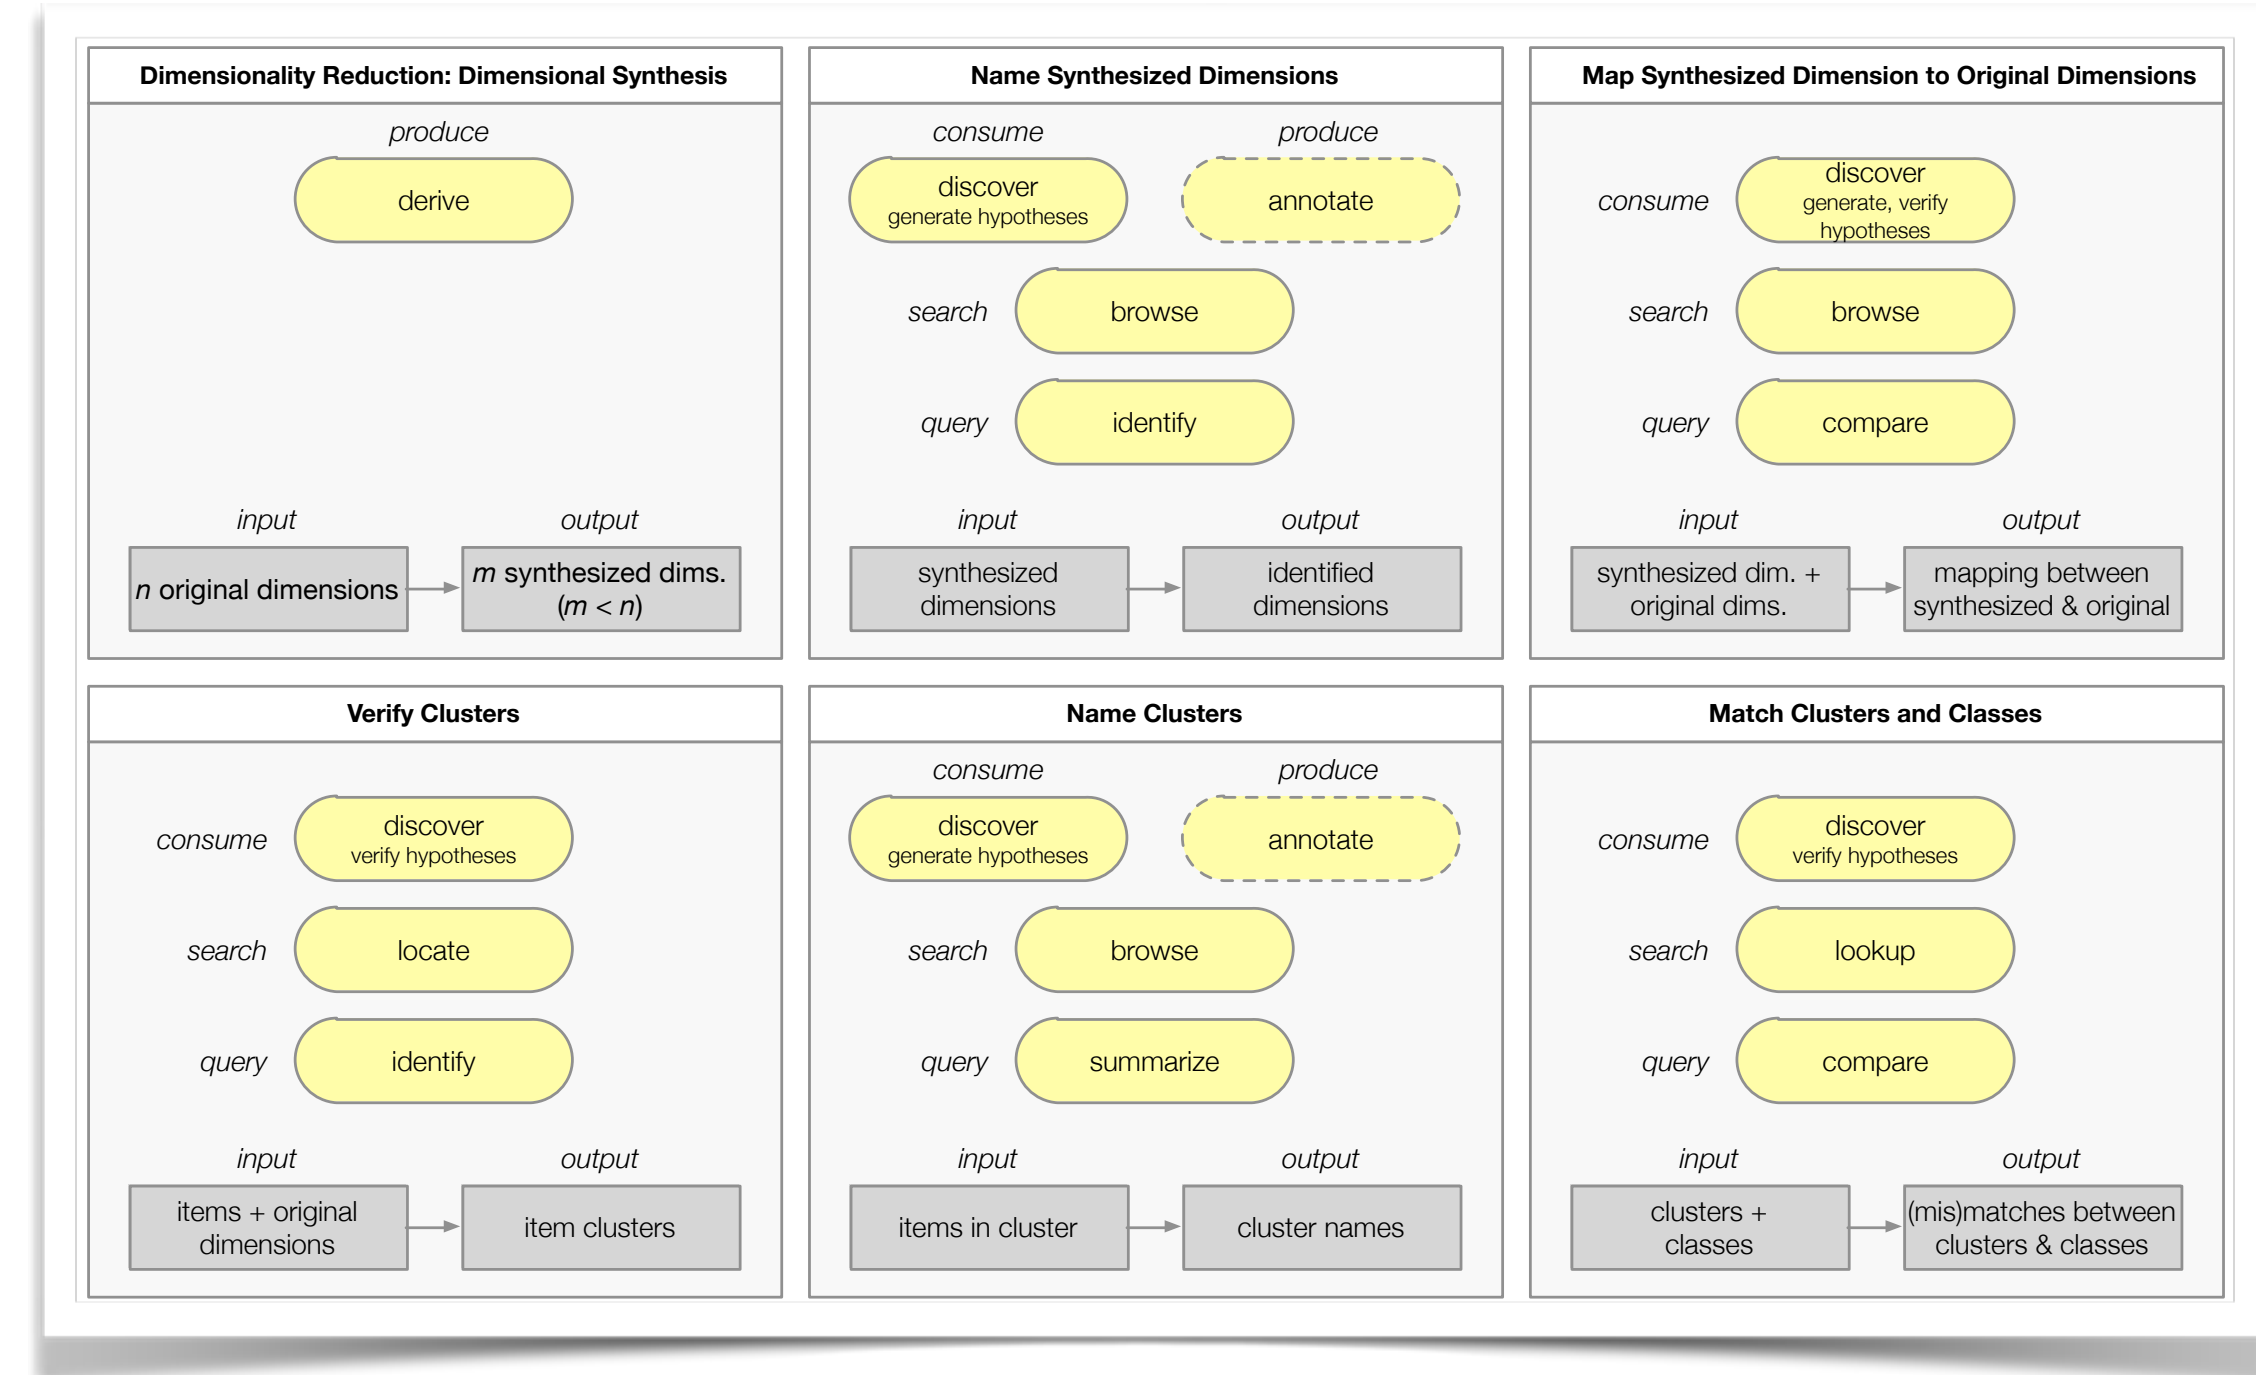 Dimensionality Reduction: Dimensional Synthesis
produce
derive
input
output
n original dimensions
m synthesized dims.
(m < n)
Name Synthesized Dimensions
consume
produce
discover
generate hypotheses
annotate
search
browse
query
identify
input
output
synthesized
dimensions
identified
dimensions
Map Synthesized Dimension to Original Dimensions
consume
discover
generate, verify
hypotheses
search
browse
query
compare
input
output
synthesized dim. +
original dims.
mapping between
synthesized & original
Verify Clusters
consume
discover
verify hypotheses
search
locate
query
identify
input
output
items + original
dimensions
item clusters
Name Clusters
consume
produce
discover
generate hypotheses
annotate
search
browse
query
summarize
input
output
items in cluster
cluster names
Match Clusters and Classes
consume
discover
verify hypotheses
search
lookup
query
compare
input
output
clusters +
classes
(mis)matches between
clusters & classes